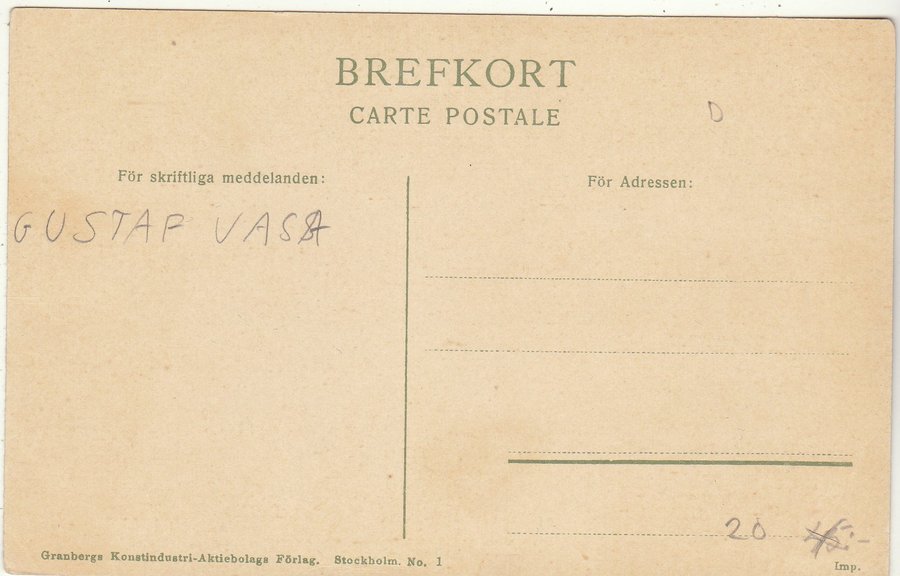 BREFKORT
CARTE POSTALE
D
För skriftliga meddelanden:
För Adressen:
GUSTAF VASA
20
Granbergs Konstindustri-Aktiebolags Förlag. Stockholm. No. 1
Imp.